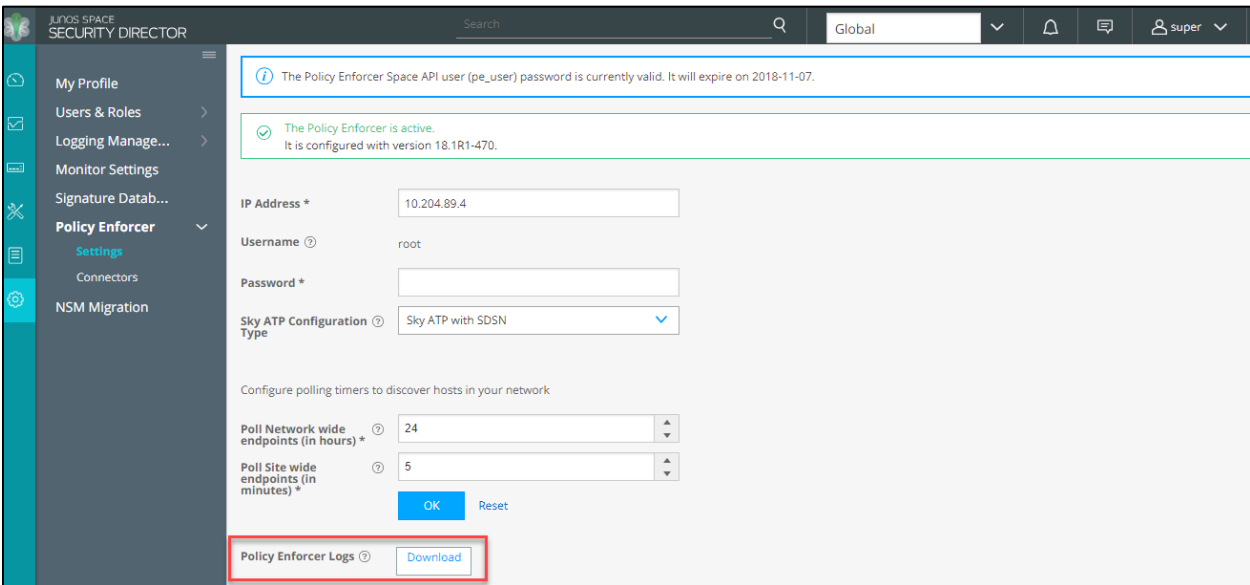 JUNOS SPACE
SECURITY DIRECTOR
Search
Global
super
My Profile
Users & Roles
Logging Manage...
Monitor Settings
Signature Datab...
Policy Enforcer
Settings
Connectors
NSM Migration
The Policy Enforcer Space API user (pe_user) password is currently valid. It will expire on 2018-11-07.
The Policy Enforcer is active.
It is configured with version 18.1R1-470.
IP Address *
10.204.89.4
Username
root
Password *
Sky ATP Configuration
Type
Sky ATP with SDSN
Configure polling timers to discover hosts in your network
Poll Network wide
endpoints (in hours) *
24
Poll Site wide
endpoints (in
minutes) *
5
OK
Reset
Policy Enforcer Logs
Download